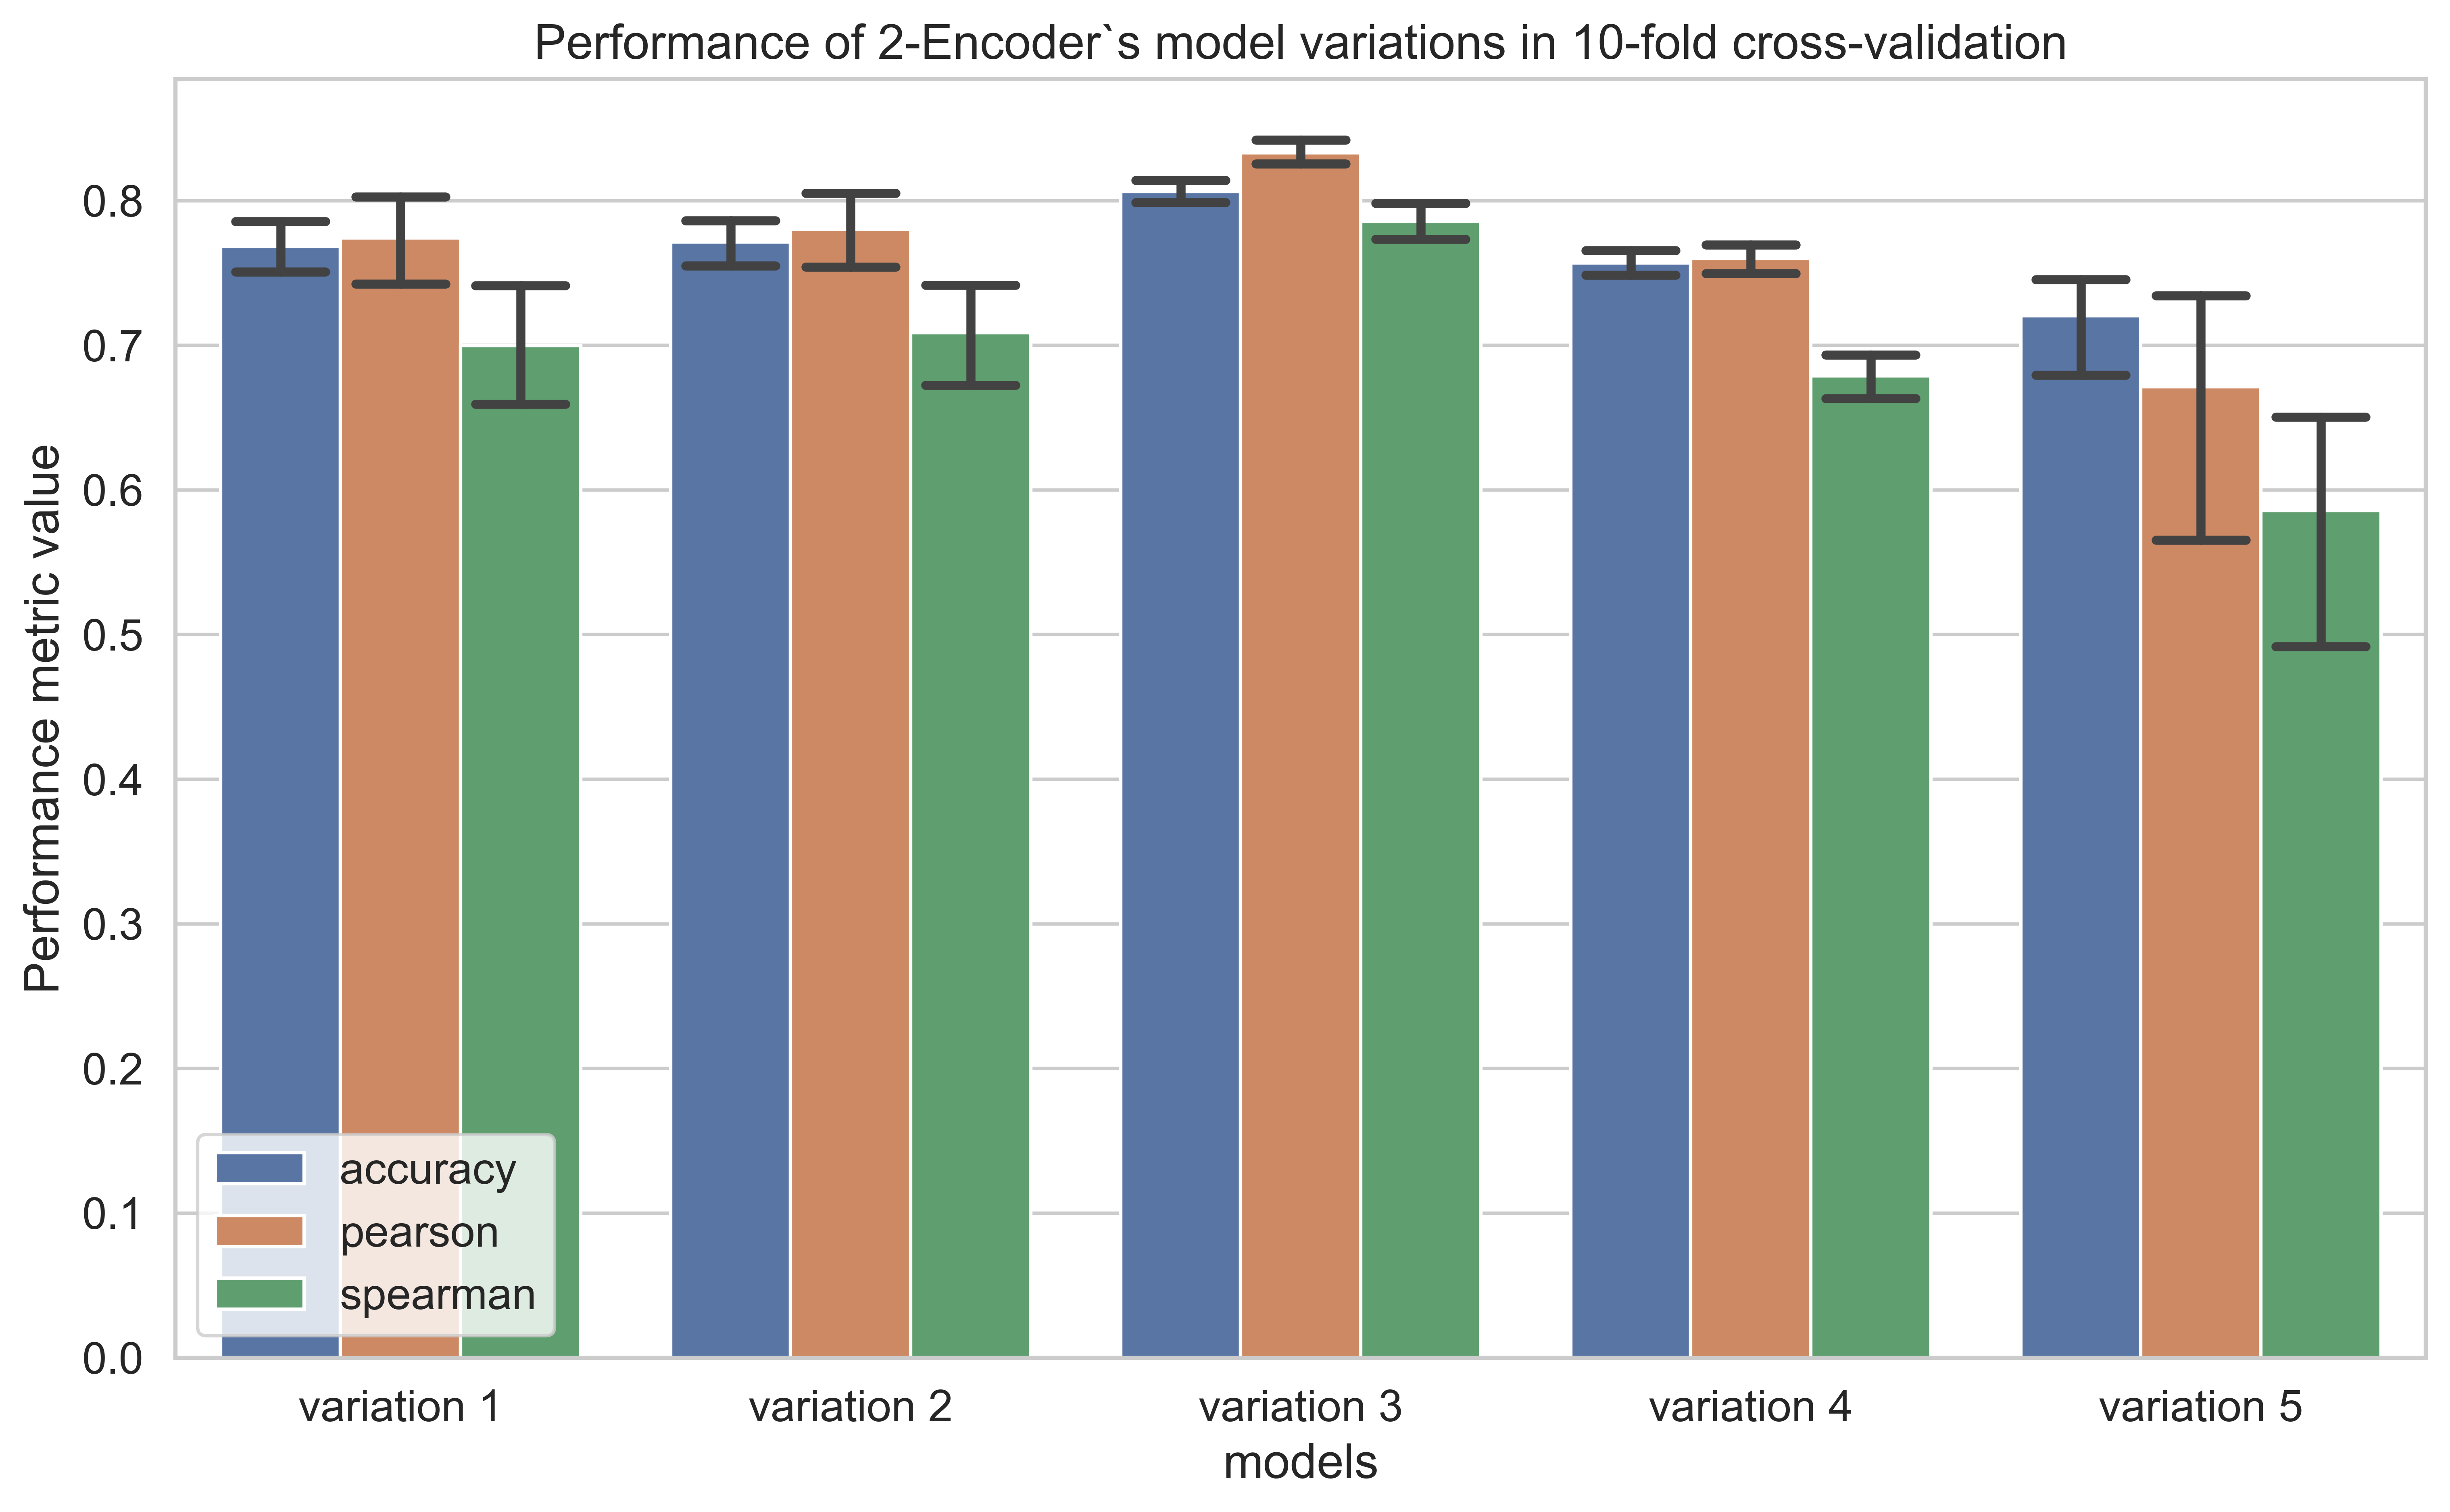 Performance of 2-Encoder`s model variations in 10-fold cross-validation
Performance metric value
0.8
0.7
0.6
0.5
0.4
0.3
0.2
0.1
0.0
accuracy
pearson
spearman
variation 1
variation 2
variation 3
variation 4
variation 5
models